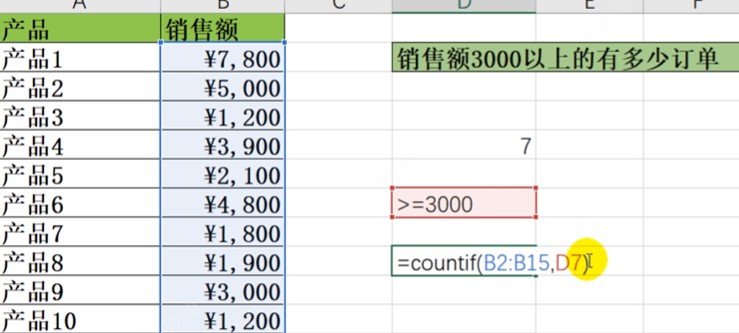 A B C D E F
产品 销售额
产品1 ¥7,800 销售额3000以上的有多少订单
产品2 ¥5,000
产品3 ¥1,200
产品4 ¥3,900 7
产品5 ¥2,100
产品6 ¥4,800 >=3000
产品7 ¥1,800
产品8 ¥1,900 =countif(B2:B15,D7)
产品9 ¥3,000
产品10 ¥1,200